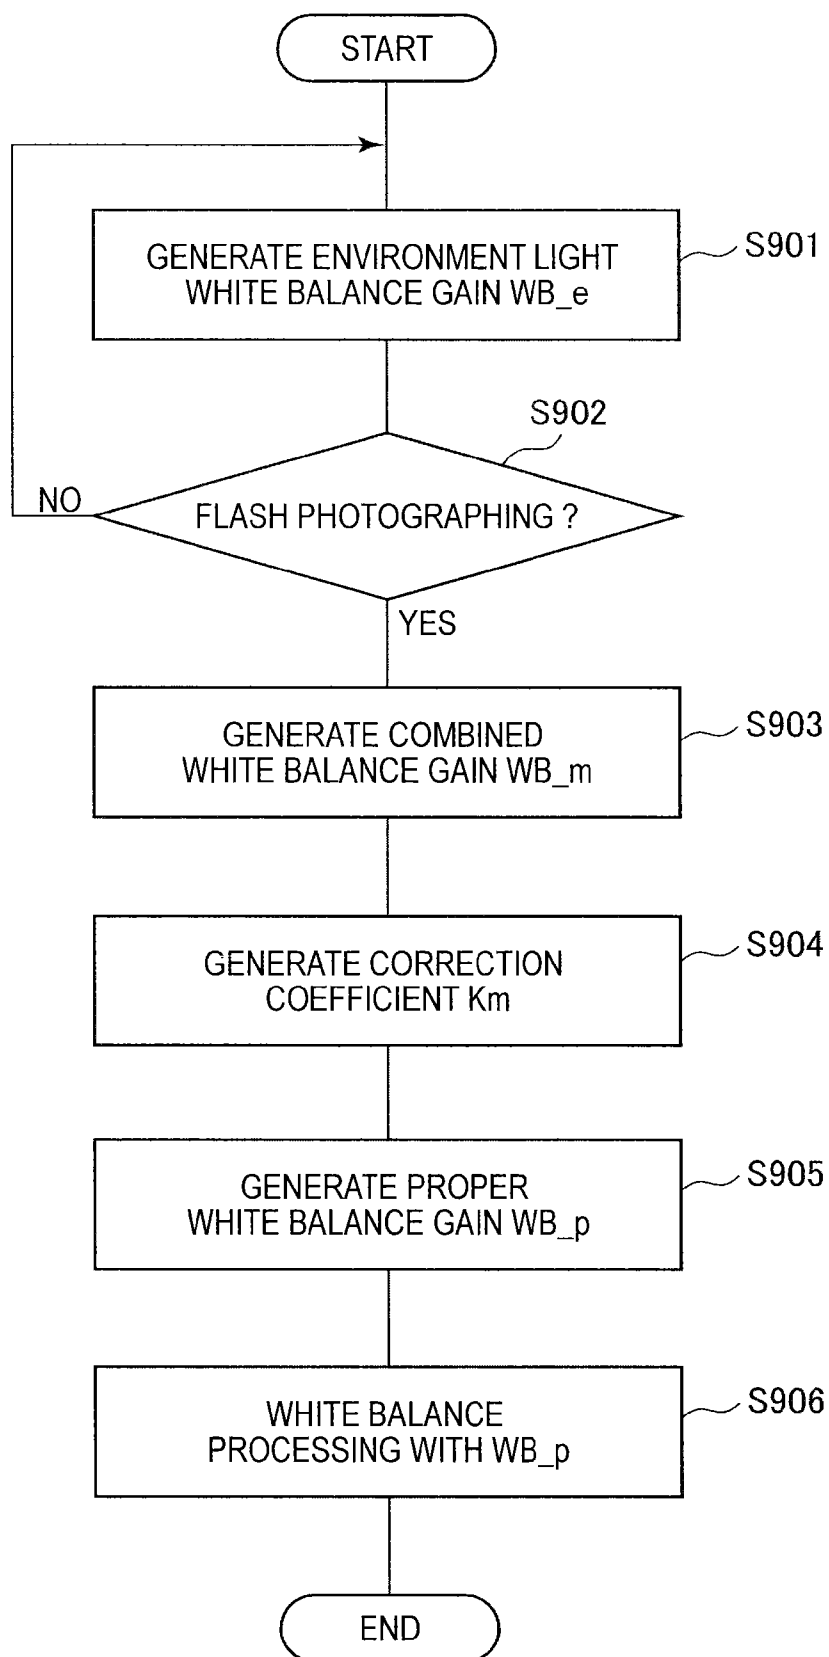 START
GENERATE ENVIRONMENT LIGHT
WHITE BALANCE GAIN WB_e
S901
S902
FLASH PHOTOGRAPHING ?
NO
YES
GENERATE COMBINED
WHITE BALANCE GAIN WB_m
S903
GENERATE CORRECTION
COEFFICIENT Km
S904
GENERATE PROPER
WHITE BALANCE GAIN WB_p
S905
WHITE BALANCE
PROCESSING WITH WB_p
S906
END